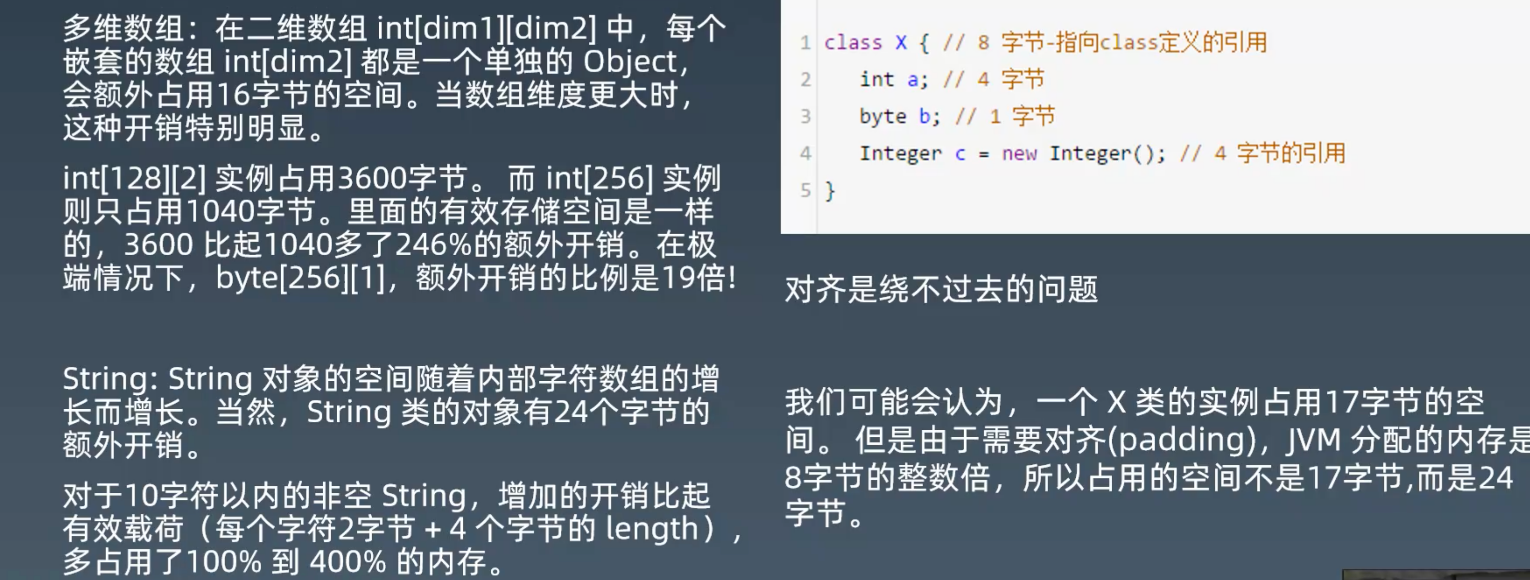 多维数组：在二维数组 int[dim1][dim2] 中，每个
嵌套的数组 int[dim2] 都是一个单独的 Object，
会额外占用16字节的空间。当数组维度更大时，
这种开销特别明显。
int[128][2] 实例占用3600字节。 而 int[256] 实例
则只占用1040字节。里面的有效存储空间是一样
的，3600 比起1040多了246%的额外开销。在极
端情况下，byte[256][1]，额外开销的比例是19倍!
String: String 对象的空间随着内部字符数组的增
长而增长。当然，String 类的对象有24个字节的
额外开销。
对于10字符以内的非空 String，增加的开销比起
有效载荷（每个字符2字节 + 4 个字节的 length），
多占用了100% 到 400% 的内存。
1 class X { // 8 字节-指向class定义的引用
2 int a; // 4 字节
3 byte b; // 1 字节
4 Integer c = new Integer(); // 4 字节的引用
5 }
对齐是绕不过去的问题
我们可能会认为，一个 X 类的实例占用17字节的空
间。 但是由于需要对齐(padding)，JVM 分配的内存是
8字节的整数倍，所以占用的空间不是17字节,而是24
字节。